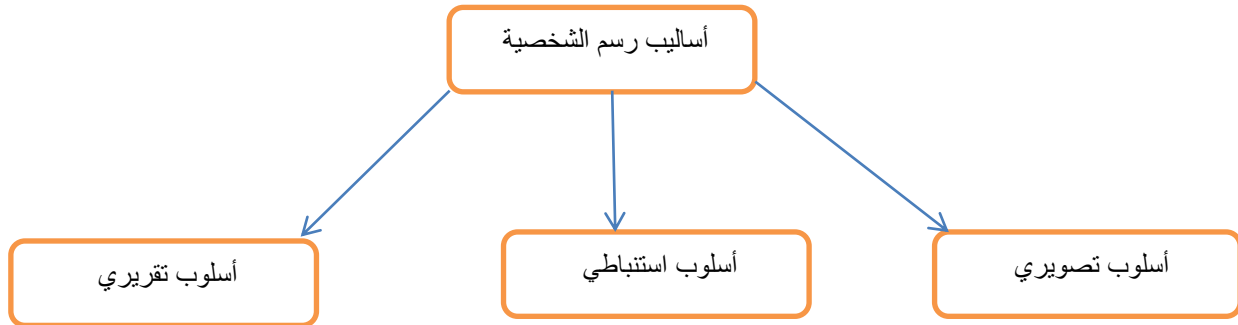 أساليب رسم الشخصية
أسلوب تصويري
أسلوب استنباطي
أسلوب تقريري